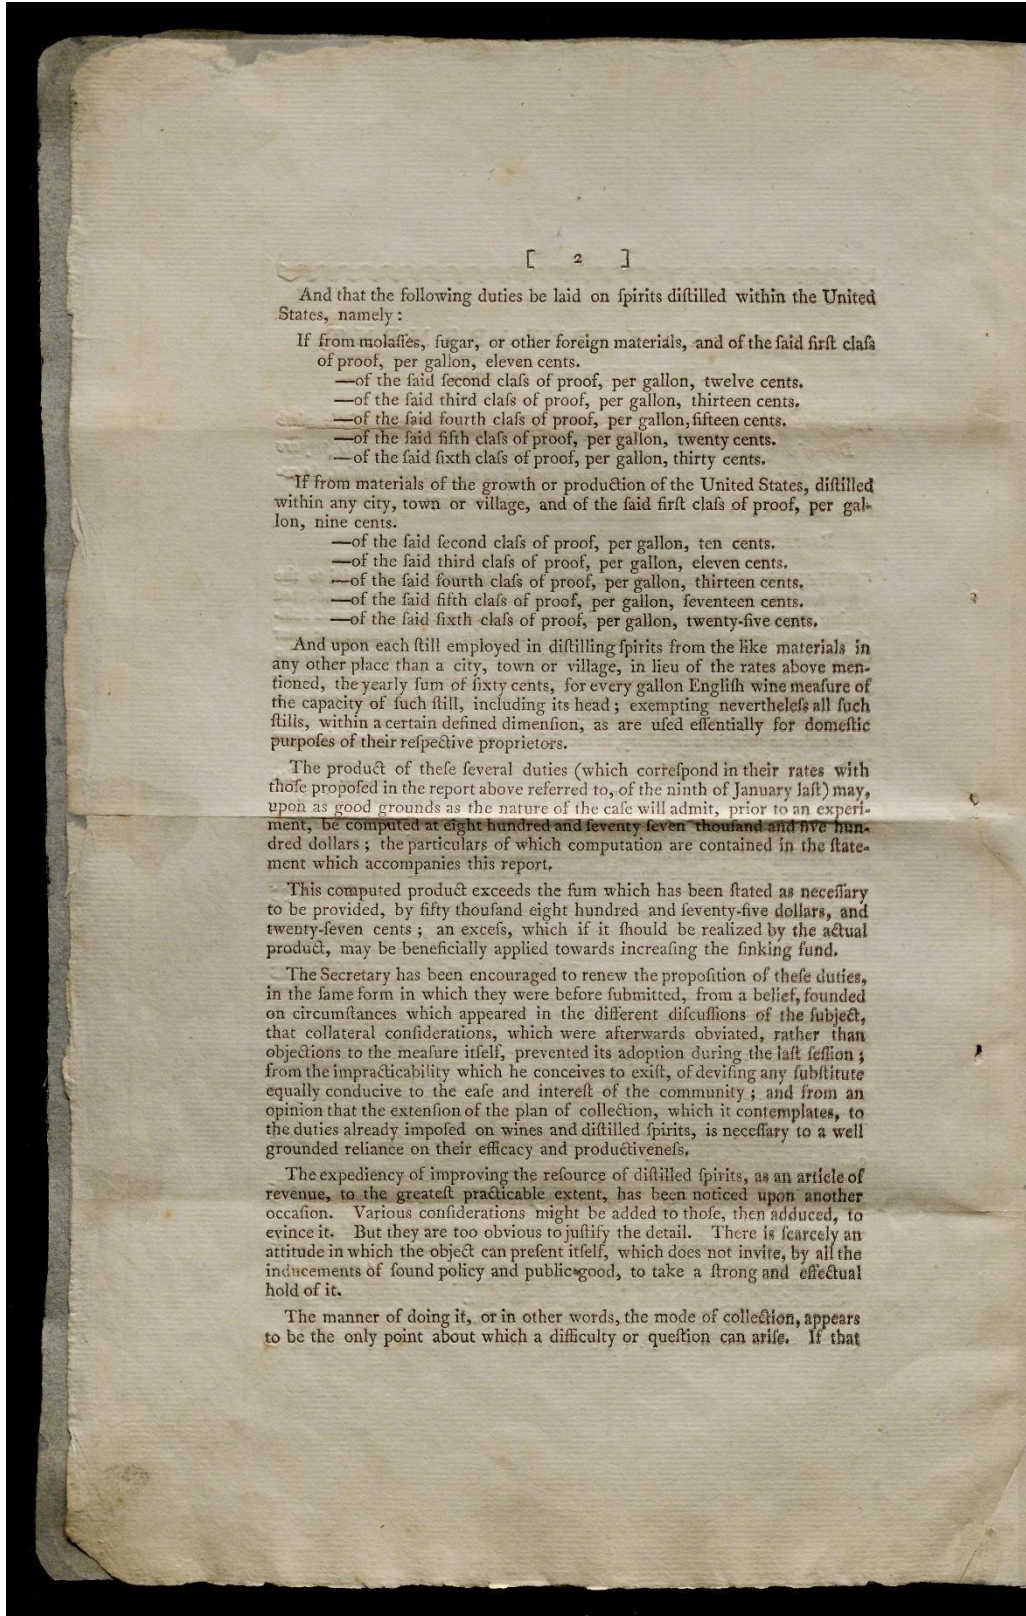 [ 2 ]
And that the following duties be laid on ſpirits diſtilled within the United
States, namely :
If from molaſſes, ſugar, or other foreign materials, and of the ſaid firſt claſs
of proof, per gallon, eleven cents.
—of the ſaid ſecond claſs of proof, per gallon, twelve cents.
—of the ſaid third claſs of proof, per gallon, thirteen cents.
—of the ſaid fourth claſs of proof, per gallon, fifteen cents.
—of the ſaid fifth claſs of proof, per gallon, twenty cents.
—of the ſaid ſixth claſs of proof, per gallon, thirty cents.
If from materials of the growth or production of the United States, diſtilled
within any city, town or village, and of the ſaid firſt claſs of proof, per gal-
lon, nine cents.
—of the ſaid ſecond claſs of proof, per gallon, ten cents.
—of the ſaid third claſs of proof, per gallon, eleven cents.
—of the ſaid fourth claſs of proof, per gallon, thirteen cents.
—of the ſaid fifth claſs of proof, per gallon, ſeventeen cents.
—of the ſaid ſixth claſs of proof, per gallon, twenty-five cents.
And upon each ſtill employed in diſtilling ſpirits from the like materials in
any other place than a city, town or village, in lieu of the rates above men-
tioned, the yearly ſum of ſixty cents, for every gallon Engliſh wine meaſure of
the capacity of ſuch ſtill, including its head ; exempting nevertheleſs all ſuch
ſtills, within a certain defined dimenſion, as are uſed eſſentially for domeſtic
purpoſes of their reſpective proprietors.
The product of theſe ſeveral duties (which correſpond in their rates with
thoſe propoſed in the report above referred to, of the ninth of January laſt) may,
upon as good grounds as the nature of the caſe will admit, prior to an experi-
ment, be computed at eight hundred and ſeventy ſeven thouſand and five hun-
dred dollars ; the particulars of which computation are contained in the ſtate-
ment which accompanies this report.
This computed product exceeds the ſum which has been ſtated as neceſſary
to be provided, by fifty thouſand eight hundred and ſeventy-five dollars, and
twenty-ſeven cents ; an exceſs, which if it ſhould be realized by the actual
product, may be beneficially applied towards increaſing the ſinking fund.
The Secretary has been encouraged to renew the propoſition of theſe duties,
in the ſame form in which they were before ſubmitted, from a belief, founded
on circumſtances which appeared in the different diſcuſſions of the ſubject,
that collateral conſiderations, which were afterwards obviated, rather than
objections to the meaſure itſelf, prevented its adoption during the laſt ſeſſion ;
from the impracticability which he conceives to exiſt, of deviſing any ſubſtitute
equally conducive to the eaſe and intereſt of the community ; and from an
opinion that the extenſion of the plan of collection, which it contemplates, to
the duties already impoſed on wines and diſtilled ſpirits, is neceſſary to a well
grounded reliance on their efficacy and productiveneſs.
The expediency of improving the reſource of diſtilled ſpirits, as an article of
revenue, to the greateſt practicable extent, has been noticed upon another
occaſion. Various conſiderations might be added to thoſe, then adduced, to
evince it. But they are too obvious to juſtify the detail. There is ſcarcely an
attitude in which the object can preſent itſelf, which does not invite, by all the
inducements of ſound policy and public good, to take a ſtrong and effectual
hold of it.
The manner of doing it, or in other words, the mode of collection, appears
to be the only point about which a difficulty or queſtion can ariſe. If that